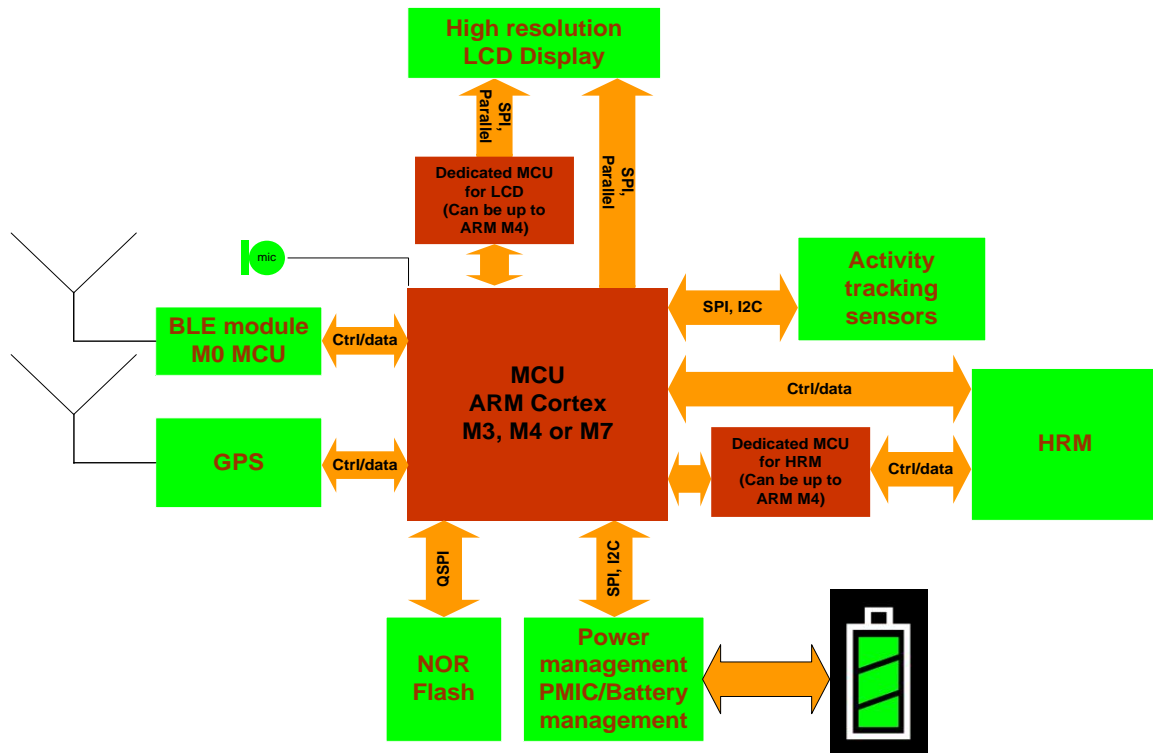 High resolution
LCD Display
SPI,
Parallel
SPI,
Parallel
Dedicated MCU
for LCD
(Can be up to
ARM M4)
mic
Activity
tracking
sensors
SPI, I2C
BLE module
M0 MCU
Ctrl/data
MCU
ARM Cortex
M3, M4 or M7
Ctrl/data
HRM
Dedicated MCU
for HRM
(Can be up to
ARM M4)
Ctrl/data
GPS
Ctrl/data
QSPI
SPI, I2C
NOR
Flash
Power
management
PMIC/Battery
management